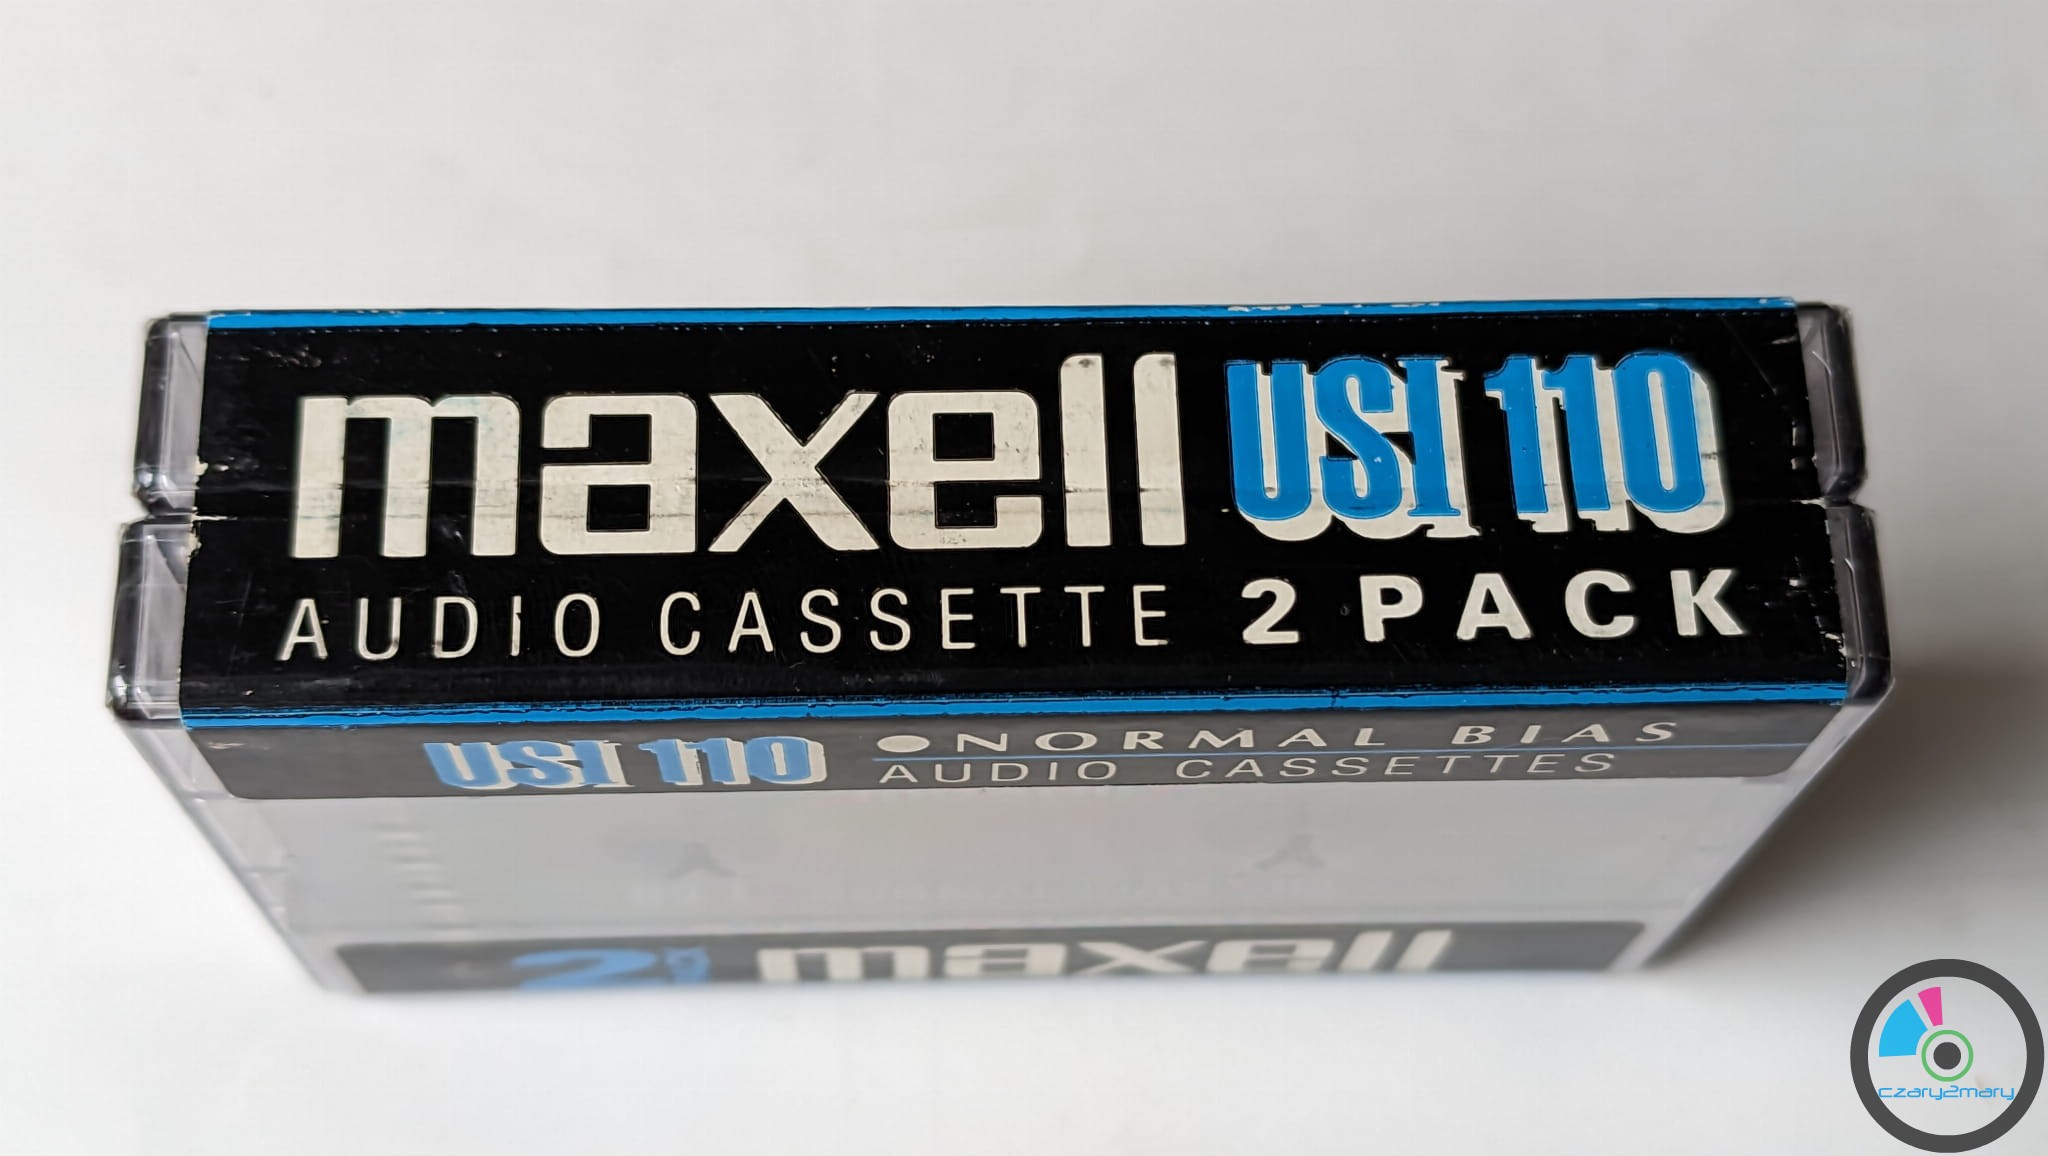 maxell USI 110
AUDIO CASSETTE 2 PACK
USI 110 NORMAL BIAS
AUDIO CASSETTES
2 maxell
czary2mary